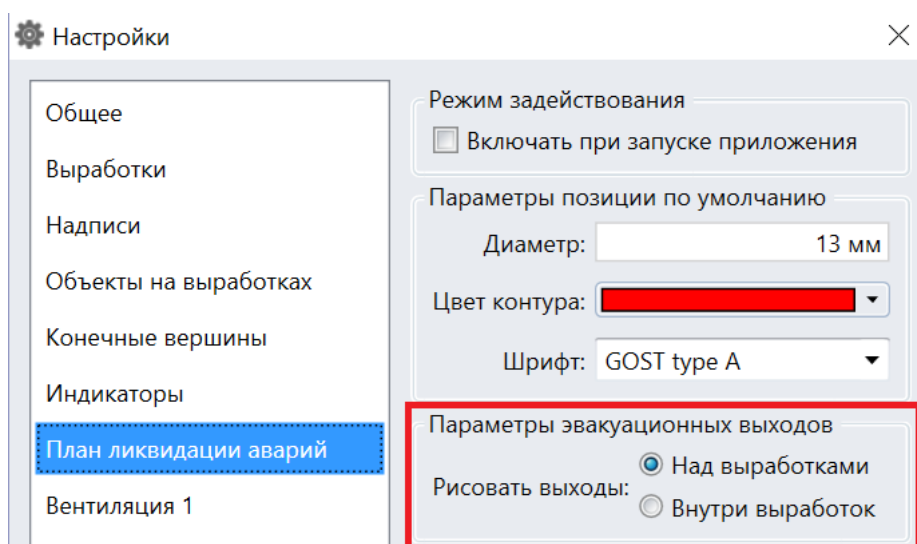 Настройки
Общее
Выработки
Надписи
Объекты на выработках
Конечные вершины
Индикаторы
План ликвидации аварий
Вентиляция 1
Режим задействования
Включать при запуске приложения
Параметры позиции по умолчанию
Диаметр: 13 мм
Цвет контура:
Шрифт: GOST type A
Параметры эвакуационных выходов
Рисовать выходы:
Над выработками
Внутри выработок